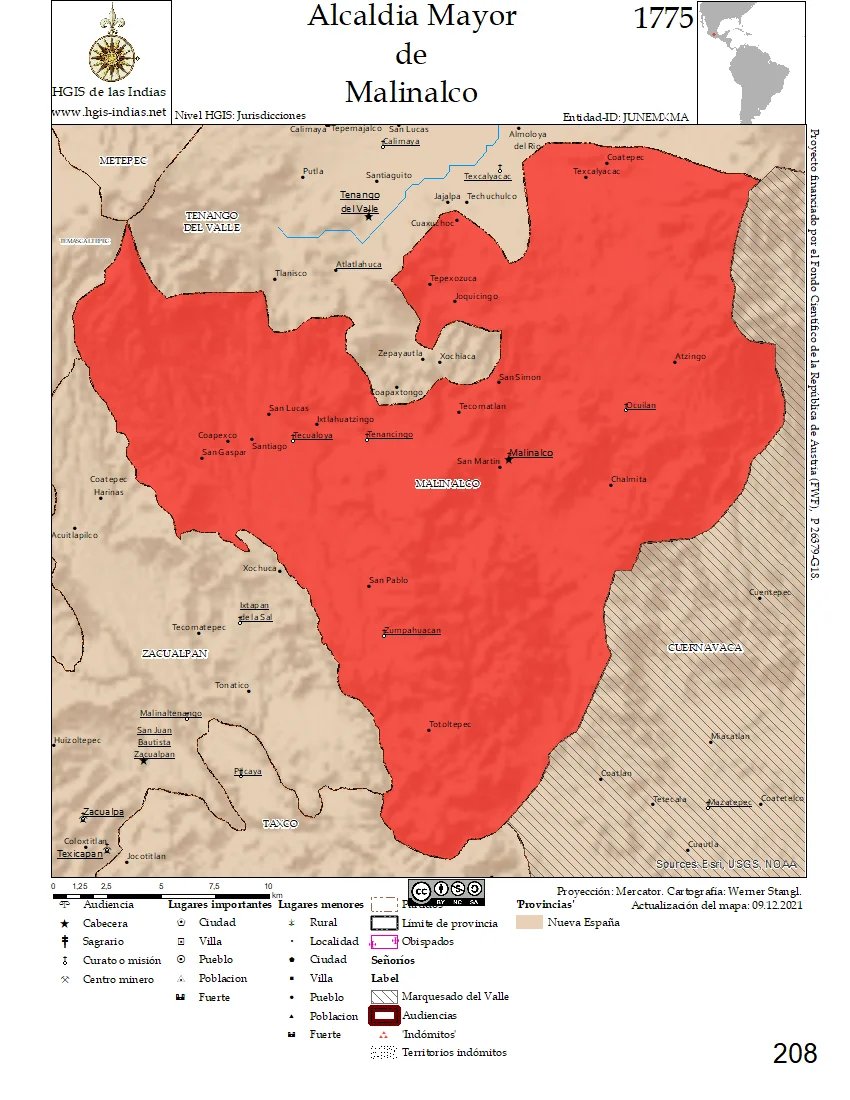 Alcaldia Mayor
de
Malinalco
1775
HGIS de las Indias
www.hgis-indias.net
Nivel HGIS: Jurisdicciones
Entidad-ID: JUNEMXMA
Calimaya
Tepemajalco
San Lucas
Calimaya
Almoloya
del Rio
METEPEC
Putla
Santiaguito
Texcalyacac
Coatepec
Texcalyacac
Tenango
del Valle
Jajalpa
Techuchulco
TENANGO
DEL VALLE
Cuaxuchoc
TEMASCALTEPEC
Tlanisco
Atlatlahuca
Tepexozuca
Joquicingo
Zepayautla
Xochiaca
Atzingo
Coapaxtongo
San Simon
San Lucas
Tecomatlan
Ocuilan
Ixtlahuatzingo
Coapexco
Tecualoya
Tenancingo
Santiago
San Gaspar
Malinalco
San Martin
MALINALCO
Chalmita
Coatepec
Harinas
Acuitlapilco
Xochuca
San Pablo
Cuentepec
Ixtapan
de la Sal
Tecomatepec
Zumpahuacan
ZACUALPAN
CUERNAVACA
Tonatico
Malinaltenango
Totoltepec
San Juan
Bautista
Zacualpan
Huizoltepec
Miacatlan
Pilcaya
Coatlan
Tetecala
Mazatepec
Coatetelco
Zacualpa
TAXCO
Coloxtitlan
Texicapan
Jocotitlan
Cuautla
Sources: Esri, USGS, NOAA
Proyecto financiado por el Fondo Científico de la República de Austria (FWF), P 26379-G18.
0 1,25 2,5 5 7,5 10
km
CC BY NC SA
Proyección: Mercator. Cartografía: Werner Stangl.
Actualización del mapa: 09.12.2021
Audiencia
Cabecera
Sagrario
Curato o misión
Centro minero
Lugares importantes
Ciudad
Villa
Pueblo
Poblacion
Fuerte
Lugares menores
Rural
Localidad
Ciudad
Villa
Pueblo
Poblacion
Fuerte
Partidos
Límite de provincia
Obispados
Señoríos
Label
Marquesado del Valle
Audiencias
'Indómitos'
Territorios indómitos
'Provincias'
Nueva España
208